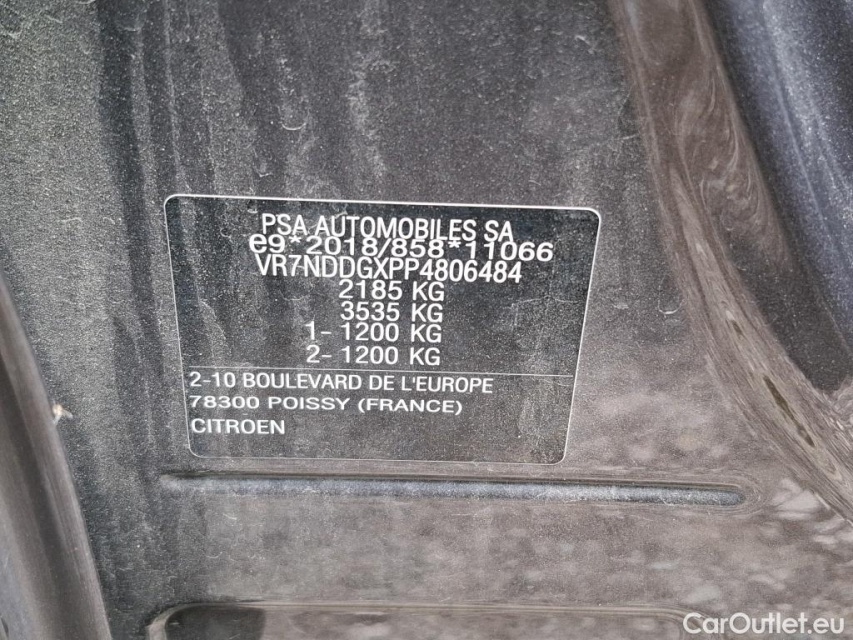 PSA AUTOMOBILES SA
e9*2018/858*11066
VR7NDDGXPP4806484
2185 KG
3535 KG
1- 1200 KG
2- 1200 KG
2-10 BOULEVARD DE L'EUROPE
78300 POISSY (FRANCE)
CITROEN
CarOutlet.eu